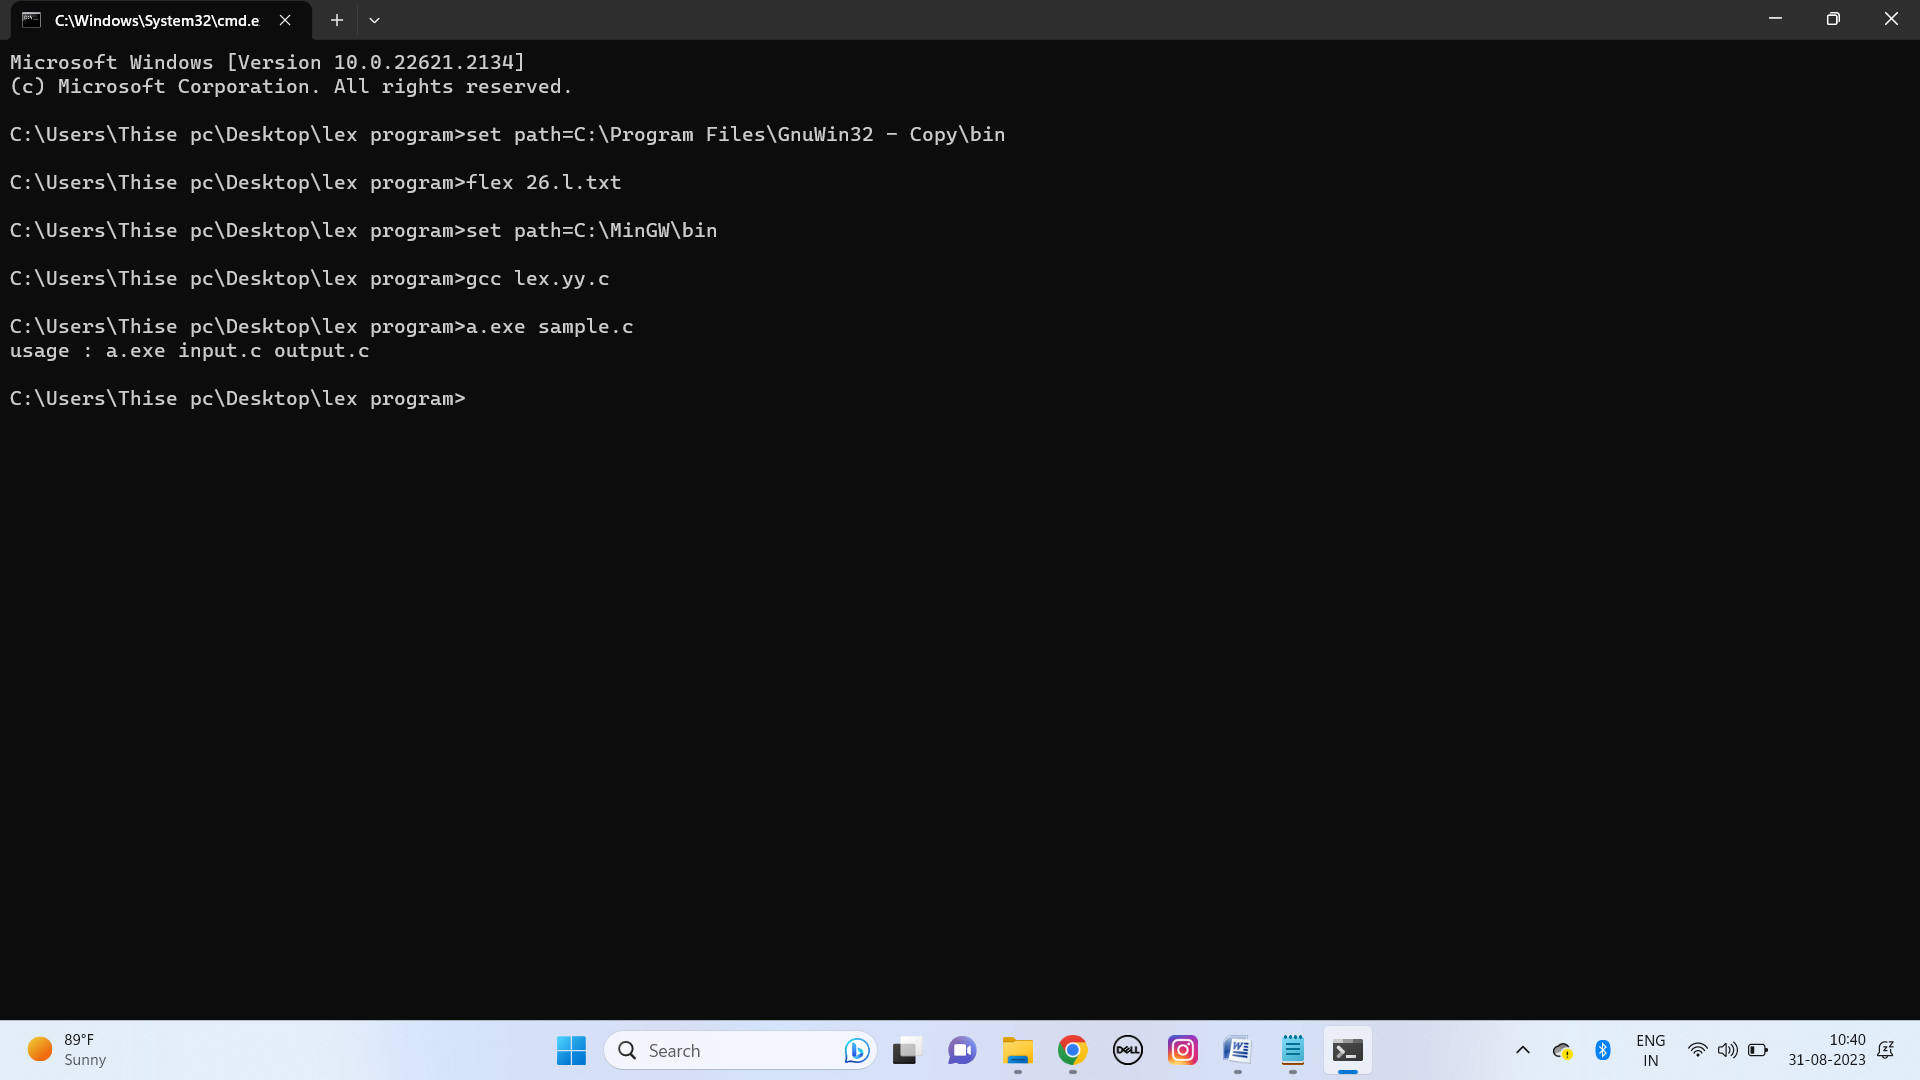 C:\Windows\System32\cmd.e
Microsoft Windows [Version 10.0.22621.2134]
(c) Microsoft Corporation. All rights reserved.
C:\Users\Thise pc\Desktop\lex program>set path=C:\Program Files\GnuWin32 - Copy\bin
C:\Users\Thise pc\Desktop\lex program>flex 26.l.txt
C:\Users\Thise pc\Desktop\lex program>set path=C:\MinGW\bin
C:\Users\Thise pc\Desktop\lex program>gcc lex.yy.c
C:\Users\Thise pc\Desktop\lex program>a.exe sample.c
usage : a.exe input.c output.c
C:\Users\Thise pc\Desktop\lex program>
89°F
Sunny
Search
DELL
W
ENG
IN
10:40
31-08-2023